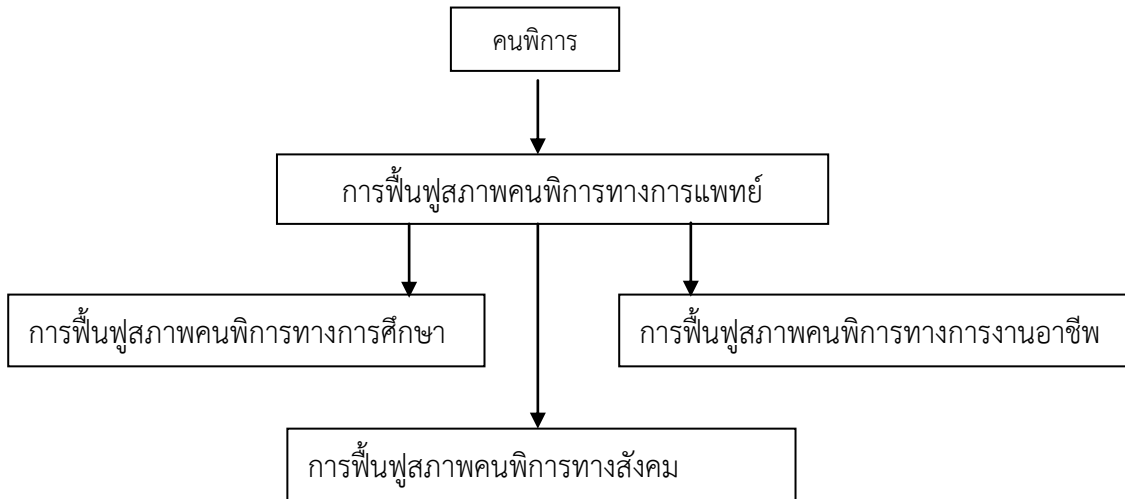 คนพิการ
การฟื้นฟูสภาพคนพิการทางการแพทย์
การฟื้นฟูสภาพคนพิการทางการศึกษา
การฟื้นฟูสภาพคนพิการทางการงานอาชีพ
การฟื้นฟูสภาพคนพิการทางสังคม